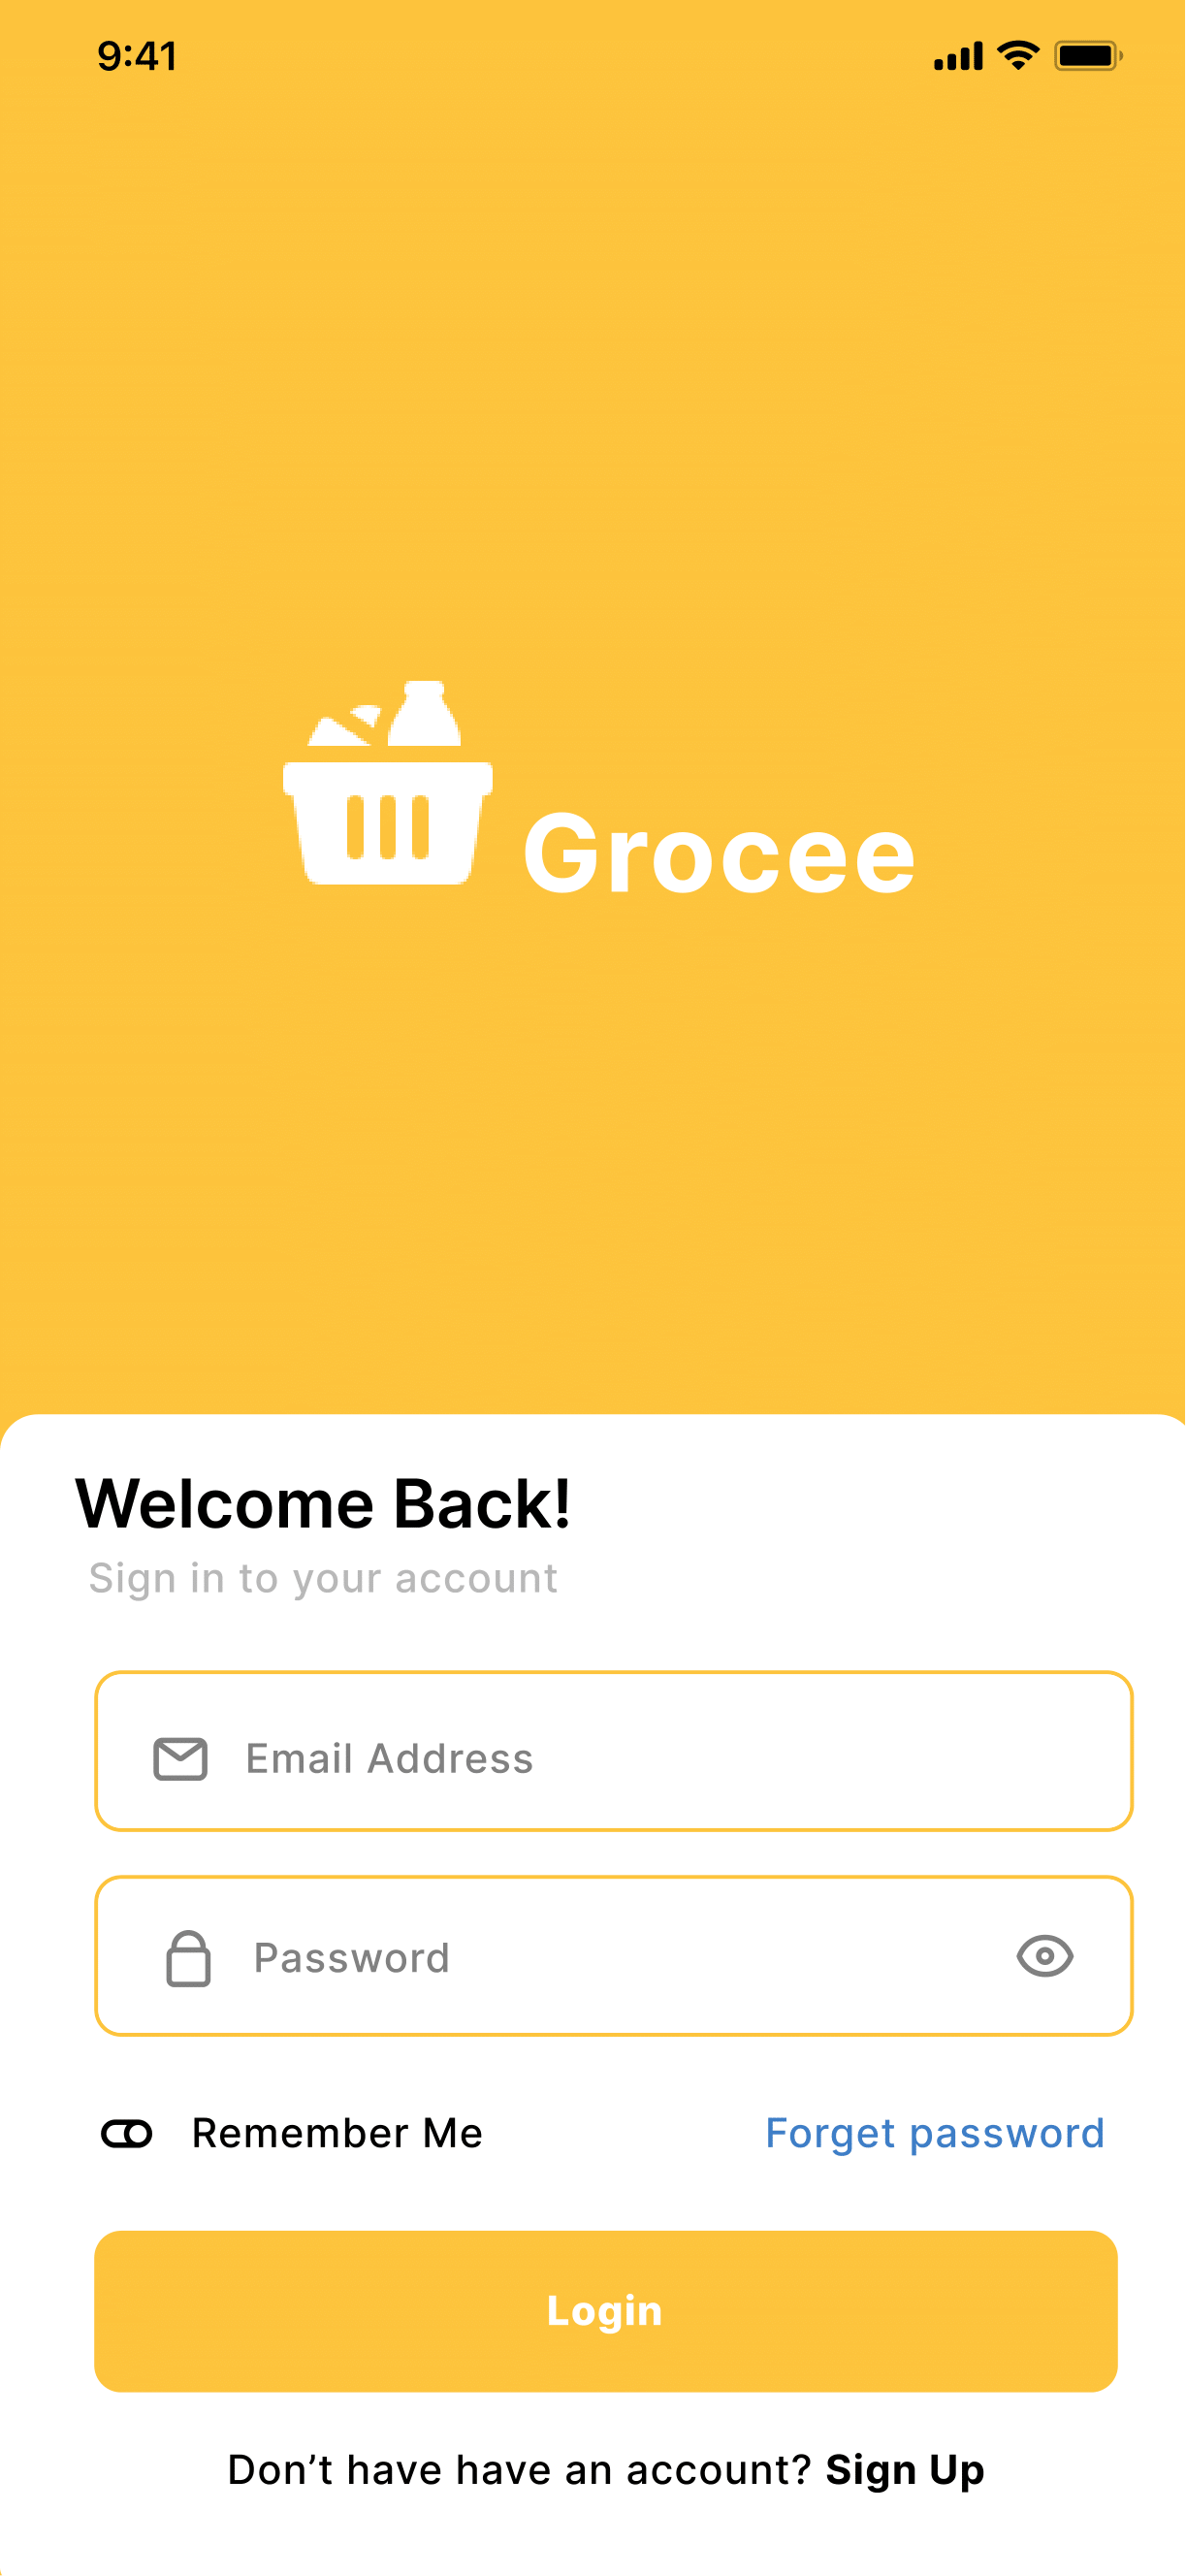 9:41
Grocee
Welcome Back!
Sign in to your account
Email Address
Password
Remember Me
Forget password
Login
Don’t have have an account? Sign Up